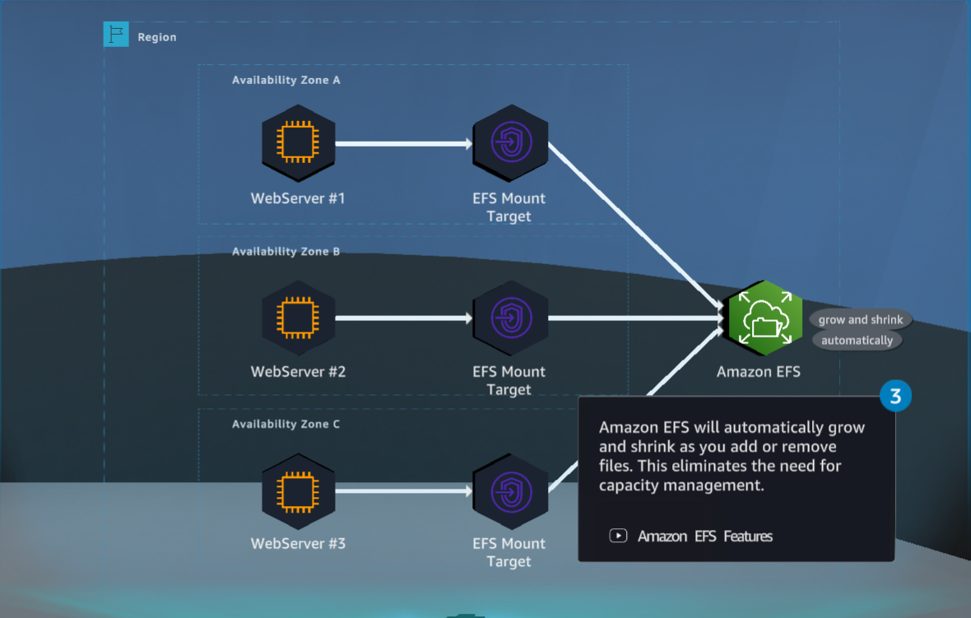 Region
Availability Zone A
WebServer #1
EFS Mount
Target
Availability Zone B
WebServer #2
EFS Mount
Target
Availability Zone C
WebServer #3
EFS Mount
Target
Amazon EFS
grow and shrink
automatically
3
Amazon EFS will automatically grow
and shrink as you add or remove
files. This eliminates the need for
capacity management.
Amazon EFS Features